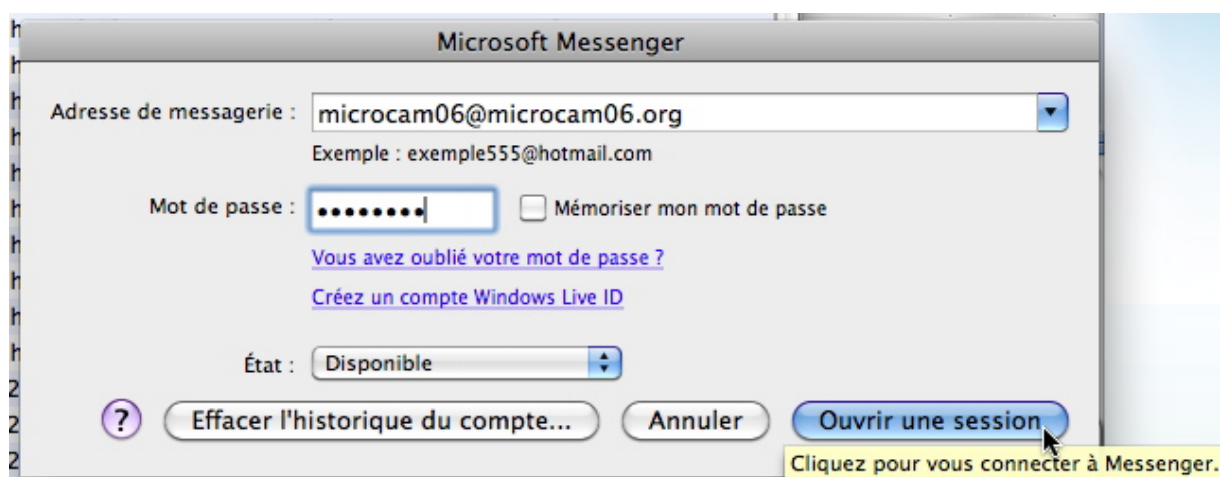 Microsoft Messenger
Adresse de messagerie : microcam06@microcam06.org
Exemple : exemple555@hotmail.com
Mot de passe : ●●●●●●●● Mémoriser mon mot de passe
Vous avez oublié votre mot de passe ?
Créez un compte Windows Live ID
État : Disponible
? Effacer l'historique du compte... Annuler Ouvrir une session
Cliquez pour vous connecter à Messenger.